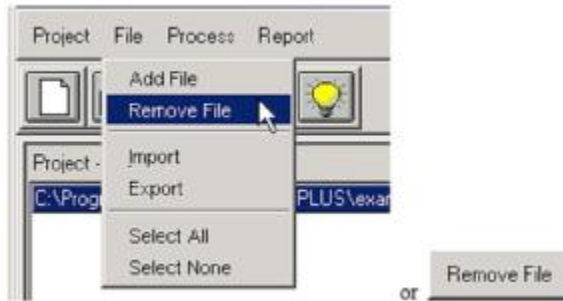 Project File Process Report
Add File
Remove File
Project -
Import
C:\Prog PLUS\exam
Export
Select All
Select None
or Remove File